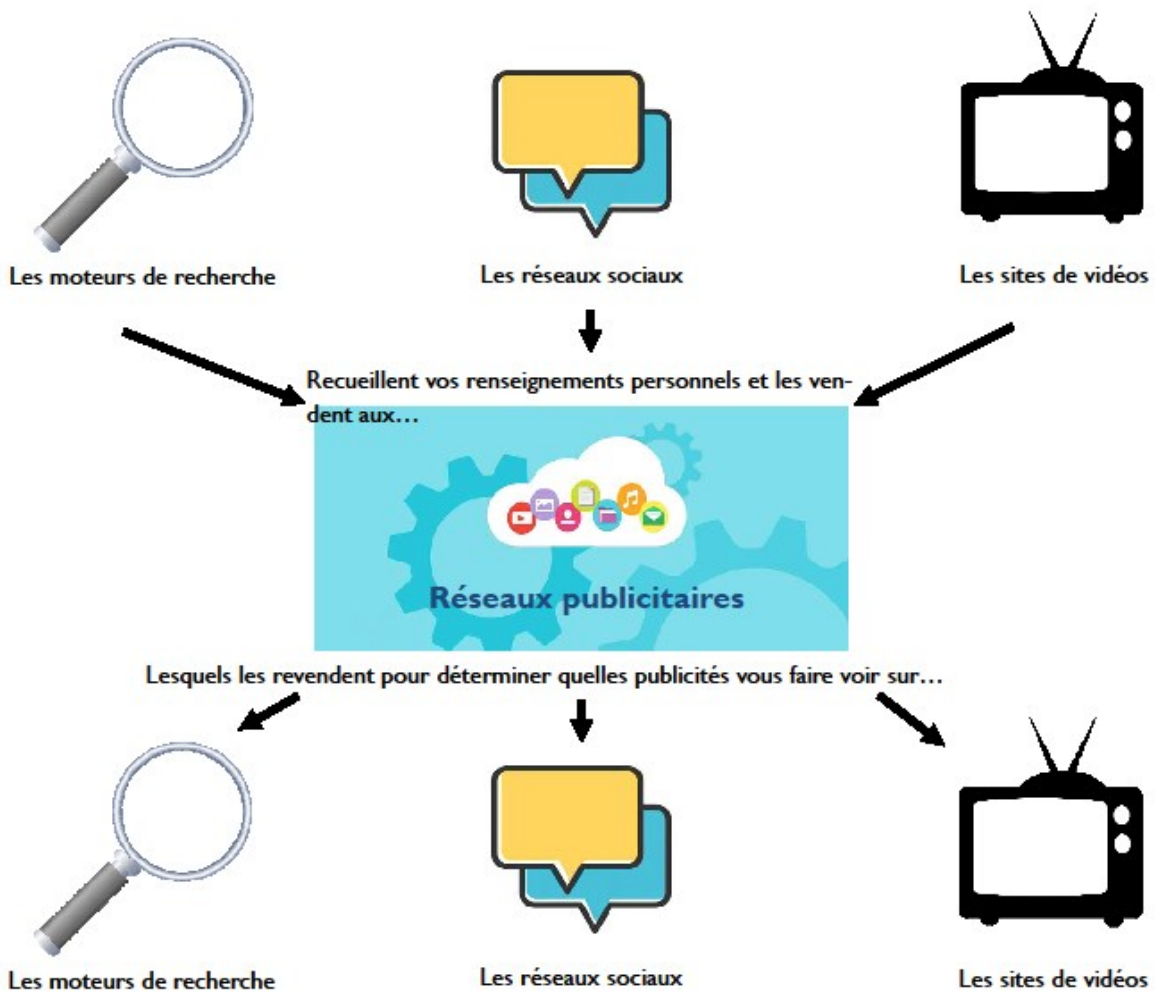 Les moteurs de recherche
Les réseaux sociaux
Les sites de vidéos
Recueillent vos renseignements personnels et les ven-
dent aux…
Réseaux publicitaires
Lesquels les revendent pour déterminer quelles publicités vous faire voir sur…
Les moteurs de recherche
Les réseaux sociaux
Les sites de vidéos